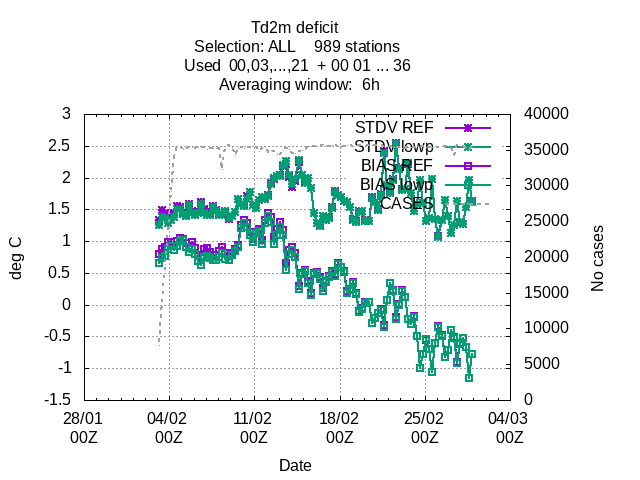 Td2m deficit
Selection: ALL    989 stations
Used  00,03,...,21  + 00 01 ... 36
Averaging window:  6h
3
2.5
2
1.5
1
0.5
0
-0.5
-1
-1.5
40000
35000
30000
25000
20000
15000
10000
5000
0
STDV REF
STDV lowp
BIAS REF
BIAS lowp
CASES
deg C
No cases
28/01 04/02 11/02 18/02 25/02 04/03
00Z 00Z 00Z 00Z 00Z 00Z
Date